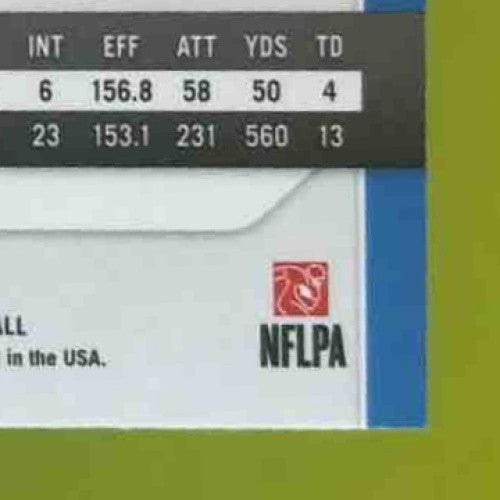 INT EFF ATT YDS TD
6 156.8 58 50 4
23 153.1 231 560 13
in the USA.
NFLPA